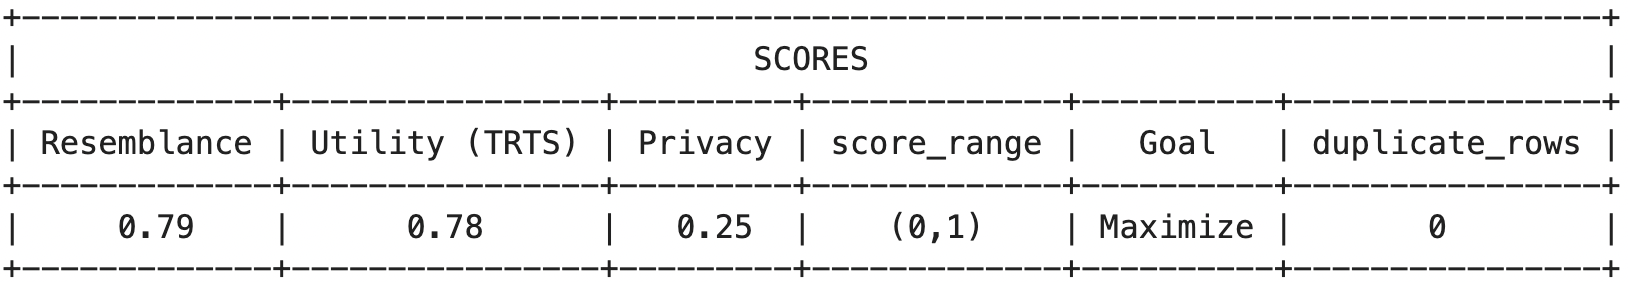 SCORES
| Resemblance | Utility (TRTS) | Privacy | score_range | Goal | duplicate_rows |
| 0.79 | 0.78 | 0.25 | (0,1) | Maximize | 0 |